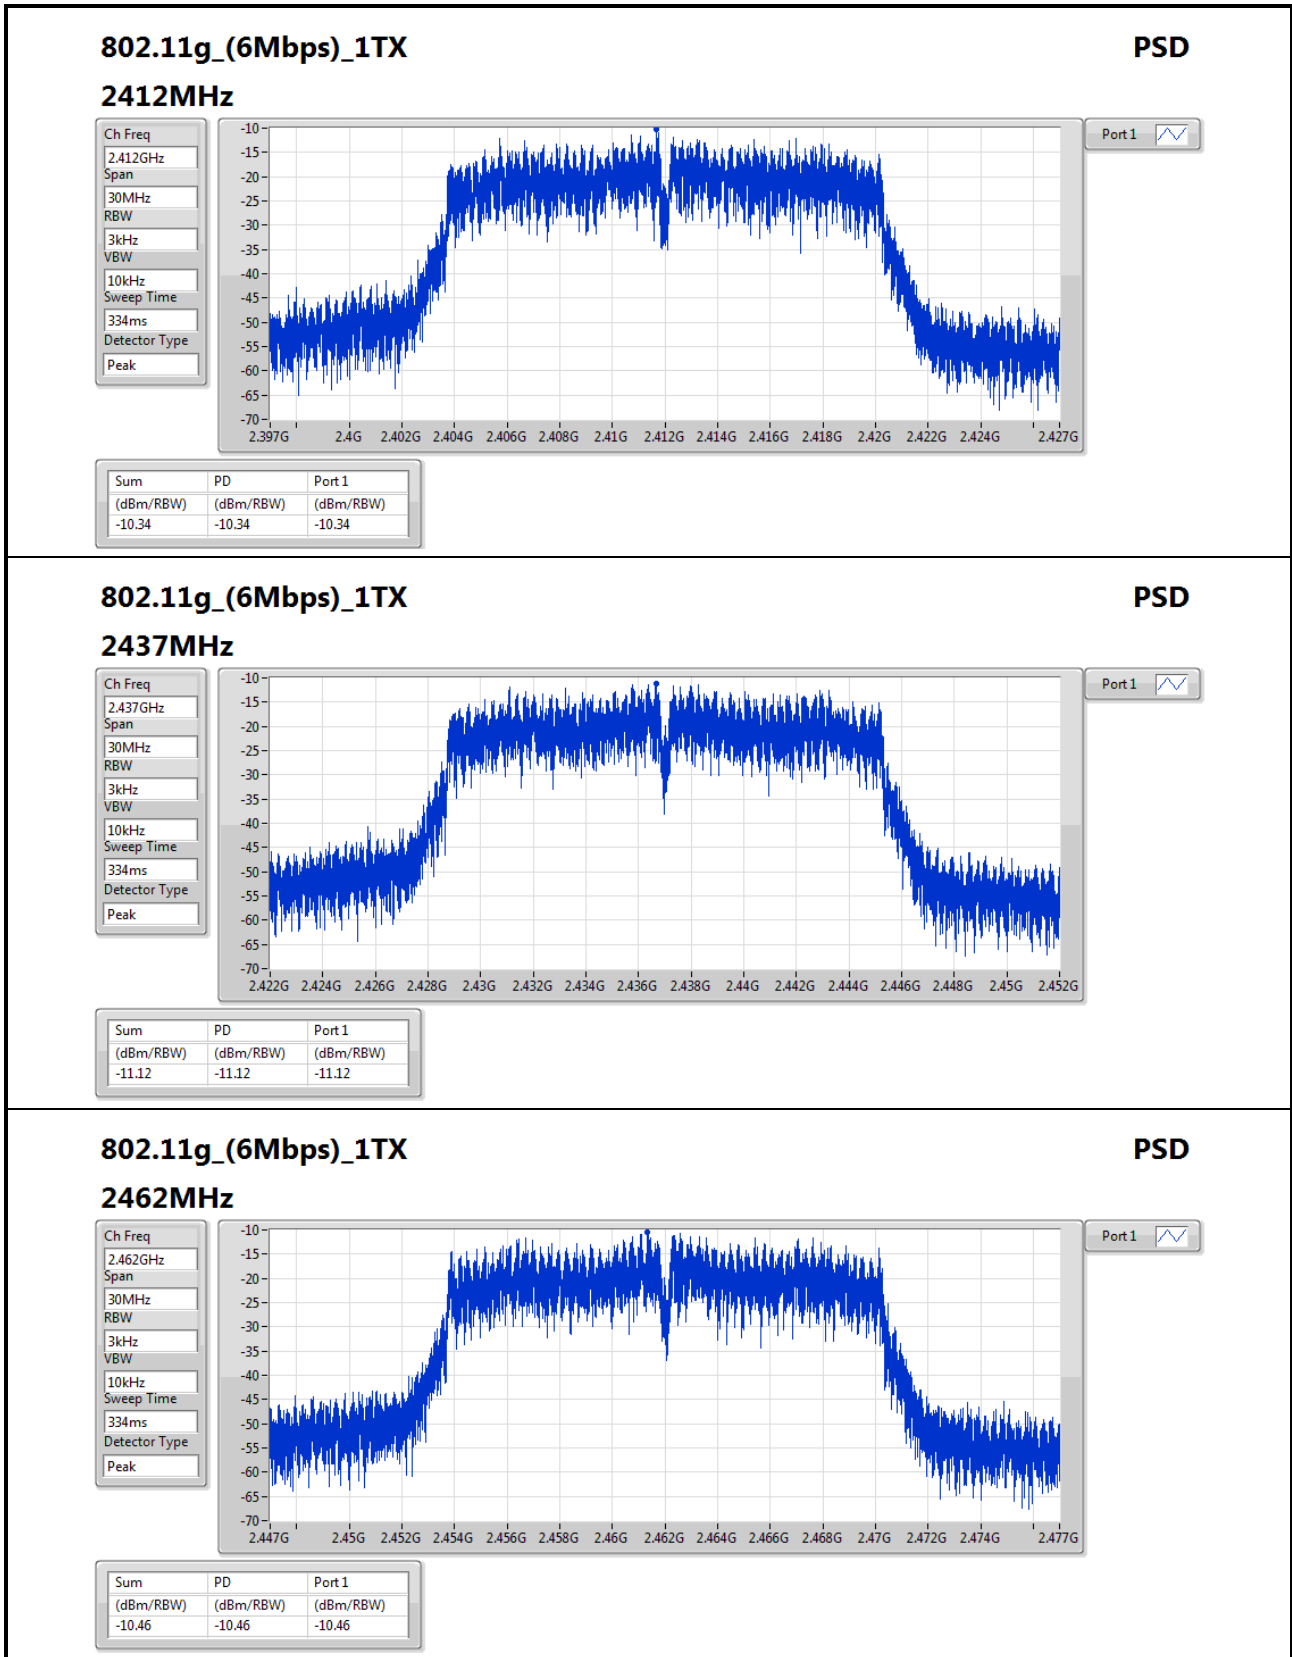 802.11g_(6Mbps)_1TX PSD
2412MHz
Ch Freq
2.412GHz
Span
30MHz
RBW
3kHz
VBW
10kHz
Sweep Time
334ms
Detector Type
Peak
-10
-15
-20
-25
-30
-35
-40
-45
-50
-55
-60
-65
-70
2.397G 2.4G 2.402G 2.404G 2.406G 2.408G 2.41G 2.412G 2.414G 2.416G 2.418G 2.42G 2.422G 2.424G 2.427G
Port 1
Sum PD Port 1
(dBm/RBW) (dBm/RBW) (dBm/RBW)
-10.34 -10.34 -10.34
802.11g_(6Mbps)_1TX PSD
2437MHz
Ch Freq
2.437GHz
Span
30MHz
RBW
3kHz
VBW
10kHz
Sweep Time
334ms
Detector Type
Peak
-10
-15
-20
-25
-30
-35
-40
-45
-50
-55
-60
-65
-70
2.422G 2.424G 2.426G 2.428G 2.43G 2.432G 2.434G 2.436G 2.438G 2.44G 2.442G 2.444G 2.446G 2.448G 2.45G 2.452G
Port 1
Sum PD Port 1
(dBm/RBW) (dBm/RBW) (dBm/RBW)
-11.12 -11.12 -11.12
802.11g_(6Mbps)_1TX PSD
2462MHz
Ch Freq
2.462GHz
Span
30MHz
RBW
3kHz
VBW
10kHz
Sweep Time
334ms
Detector Type
Peak
-10
-15
-20
-25
-30
-35
-40
-45
-50
-55
-60
-65
-70
2.447G 2.45G 2.452G 2.454G 2.456G 2.458G 2.46G 2.462G 2.464G 2.466G 2.468G 2.47G 2.472G 2.474G 2.477G
Port 1
Sum PD Port 1
(dBm/RBW) (dBm/RBW) (dBm/RBW)
-10.46 -10.46 -10.46